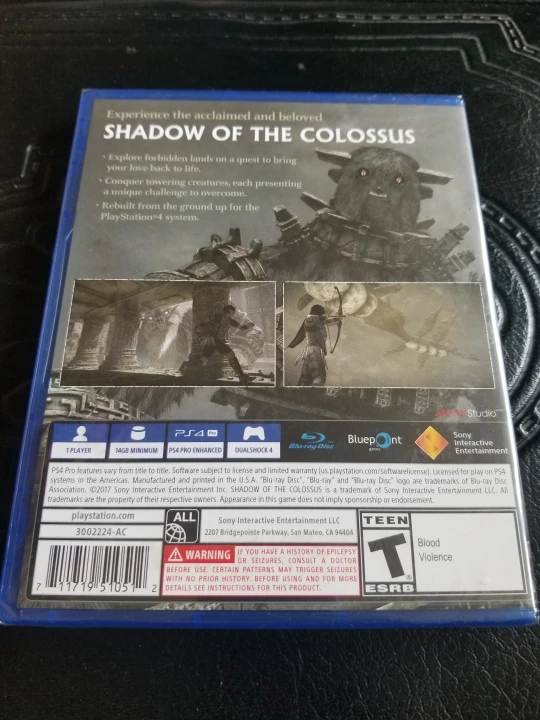 Experience the acclaimed and beloved
SHADOW OF THE COLOSSUS
• Explore forbidden lands on a quest to bring
your love back to life.
• Conquer towering creatures, each presenting
a unique challenge to overcome.
• Rebuilt from the ground up for the
PlayStation®4 system.
Studio
1 PLAYER
14GB MINIMUM
PS4 Pro
PS4 PRO ENHANCED
DUALSHOCK 4
Blu-ray Disc
Bluepoint
games
Sony
Interactive
Entertainment
PS4 Pro features vary from title to title. Software subject to license and limited warranty (us.playstation.com/softwarelicense). Licensed for play on PS4
systems in the Americas. Manufactured and printed in the U.S.A. "Blu-ray Disc", "Blu-ray" and "Blu-ray Disc" logo are trademarks of Blu-ray Disc
Association. ©2017 Sony Interactive Entertainment Inc. SHADOW OF THE COLOSSUS is a trademark of Sony Interactive Entertainment Inc. All
trademarks are the property of their respective owners. Appearance in this game does not imply sponsorship or endorsement.
playstation.com
3002224-AC
7 11719 51051 2
ALL
Sony Interactive Entertainment LLC
2207 Bridgepointe Parkway, San Mateo, CA 94404
WARNING IF YOU HAVE A HISTORY OF EPILEPSY
OR SEIZURES, CONSULT A DOCTOR
BEFORE USE. CERTAIN PATTERNS MAY TRIGGER SEIZURES
WITH NO PRIOR HISTORY. BEFORE USING AND FOR MORE
DETAILS SEE INSTRUCTIONS FOR THIS PRODUCT.
TEEN
T
ESRB
Blood
Violence